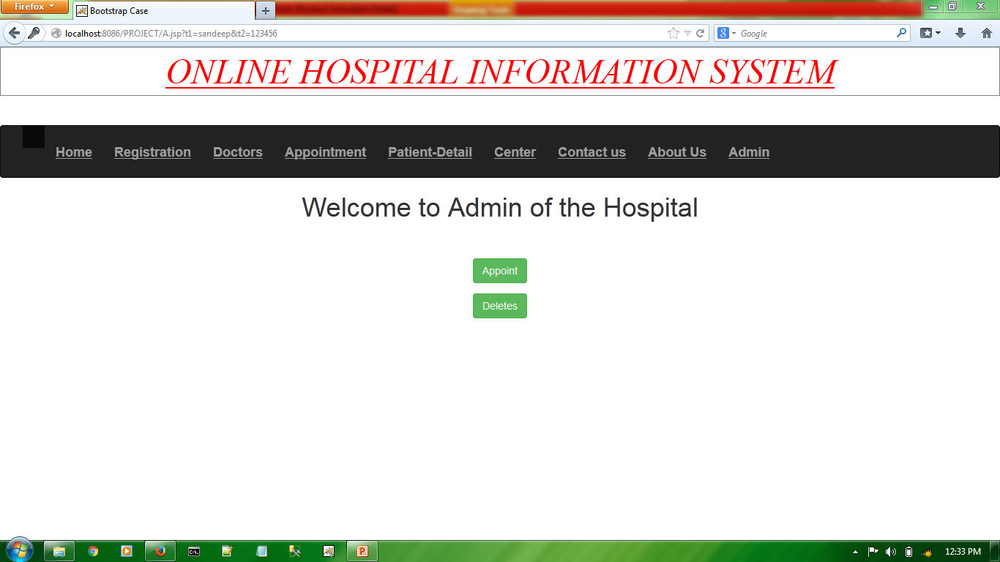 Firefox
Bootstrap Case
localhost:8086/PROJECT/A.jsp?t1=sandeep&t2=123456
Google
ONLINE HOSPITAL INFORMATION SYSTEM
Home Registration Doctors Appointment Patient-Detail Center Contact us About Us Admin
Welcome to Admin of the Hospital
Appoint
Deletes
12:33 PM